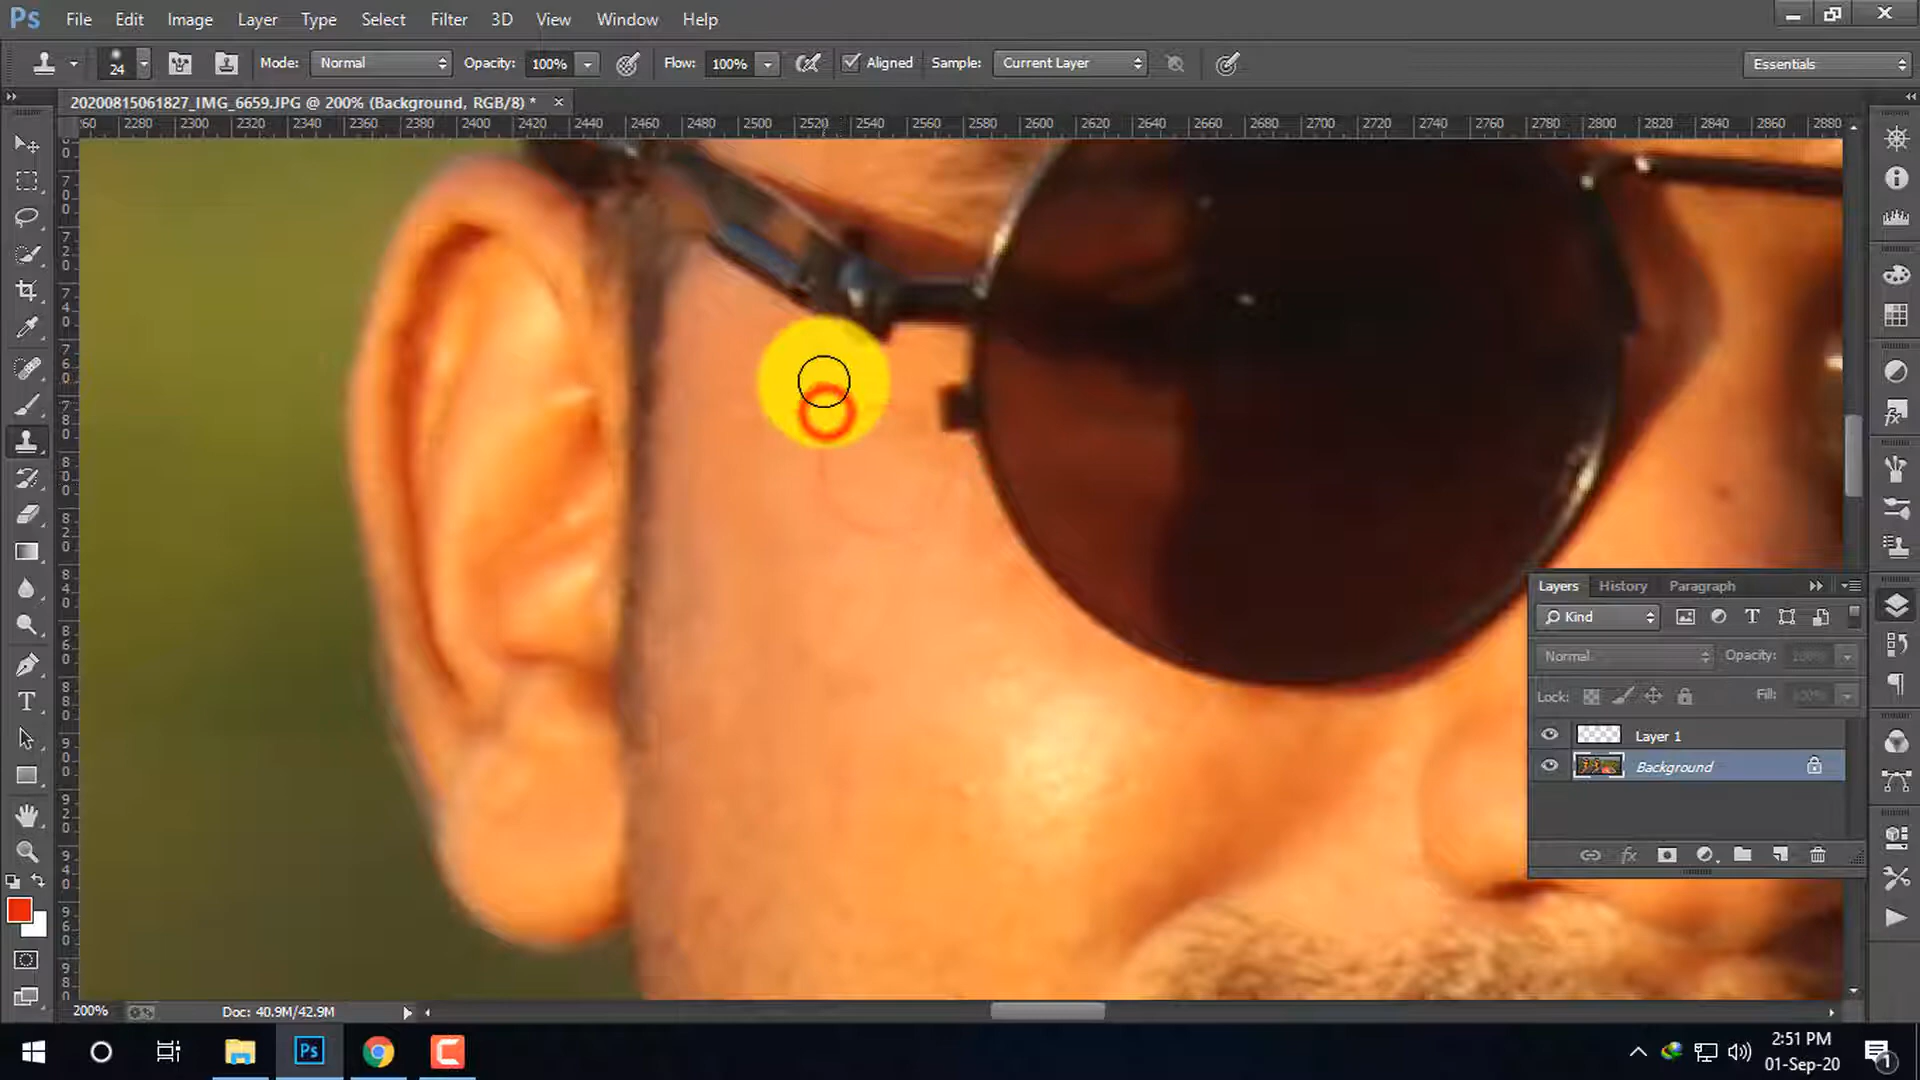 Ps File Edit Image Layer Type Select Filter 3D View Window Help
24 Mode: Normal Opacity: 100% Flow: 100% Aligned Sample: Current Layer Essentials
20200815061827_IMG_6659.JPG @ 200% (Background, RGB/8) *
2280 2300 2320 2340 2360 2380 2400 2420 2440 2460 2480 2500 2520 2540 2560 2580 2600 2620 2640 2660 2680 2700 2720 2740 2760 2780 2800 2820 2840 2860 2880
Layers History Paragraph
Kind
Normal Opacity: 100%
Lock: Fill: 100%
Layer 1
Background
200% Doc: 40.9M/42.9M
Ps
2:51 PM
01-Sep-20
1